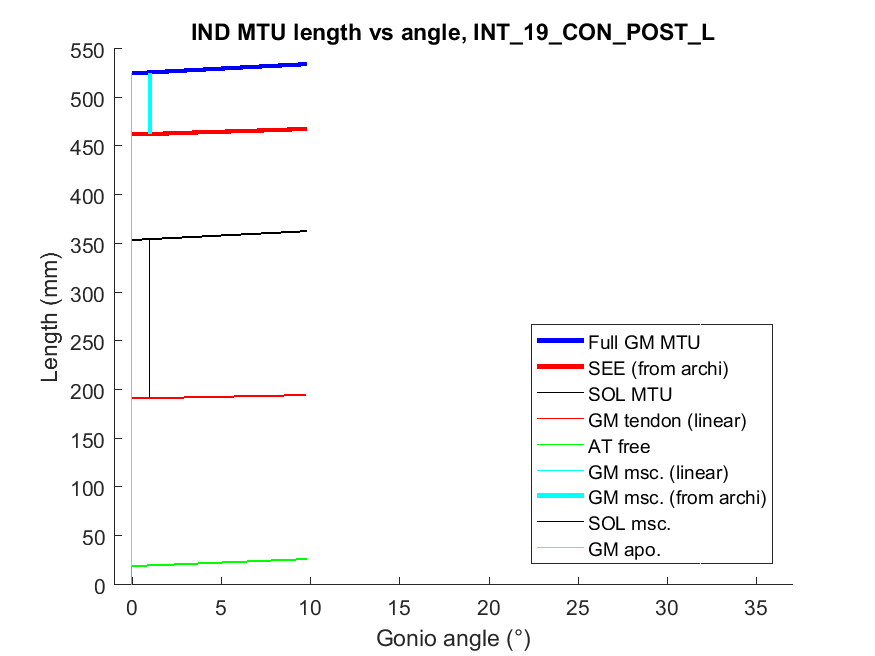 IND MTU length vs angle, INT_19_CON_POST_L
550
500
450
400
350
300
250
200
150
100
50
0
Length (mm)
Full GM MTU
SEE (from archi)
SOL MTU
GM tendon (linear)
AT free
GM msc. (linear)
GM msc. (from archi)
SOL msc.
GM apo.
0 5 10 15 20 25 30 35
Gonio angle (°)